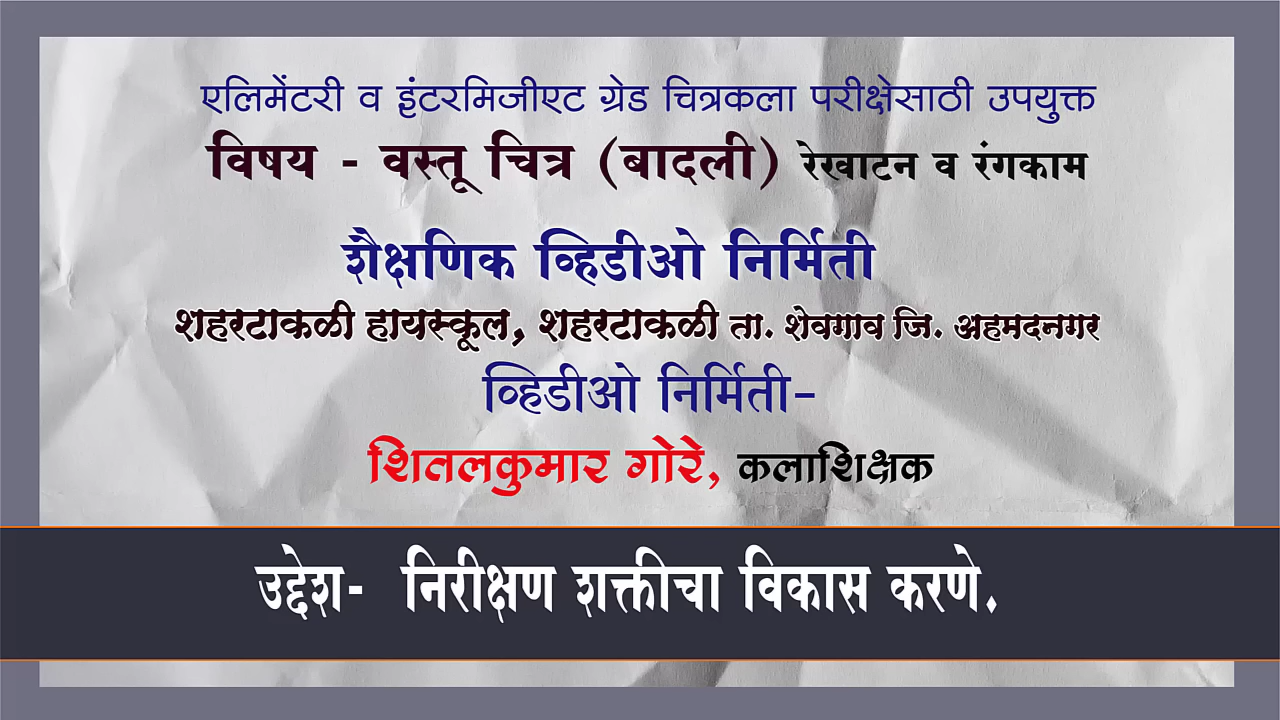 एलिमेंटरी व इंटरमिजीएट ग्रेड चित्रकला परीक्षेसाठी उपयुक्त
विषय - वस्तू चित्र (बादली) रेखाटन व रंगकाम
शैक्षणिक व्हिडीओ निर्मिती
शहरटाकळी हायस्कूल, शहरटाकळी ता. शेवगाव जि. अहमदनगर
व्हिडीओ निर्मिती-
शितलकुमार गोरे, कलाशिक्षक
उद्देश- निरीक्षण शक्तीचा विकास करणे.